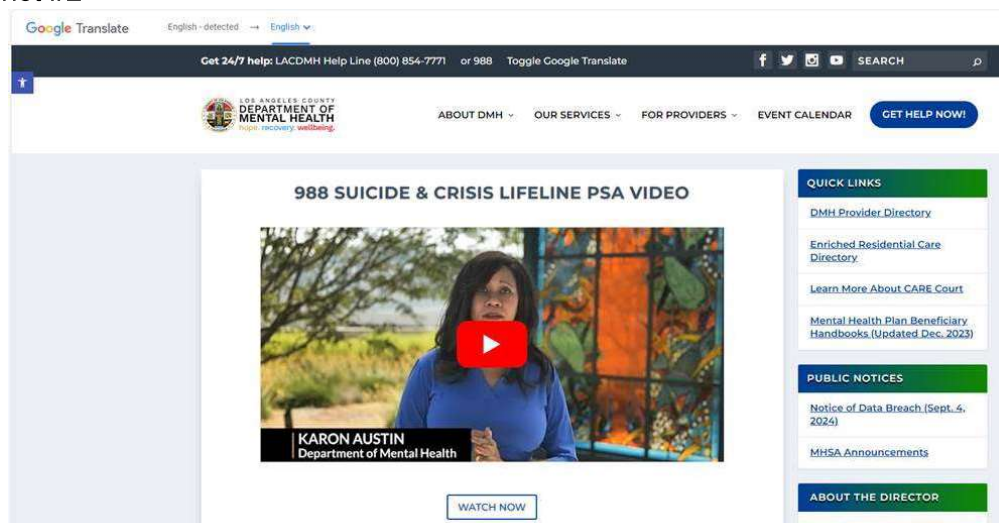 Google Translate
English - detected → English
Get 24/7 help: LACDMH Help Line (800) 854-7771 or 988 Toggle Google Translate
SEARCH
LOS ANGELES COUNTY
DEPARTMENT OF
MENTAL HEALTH
hope. recovery. wellbeing.
ABOUT DMH
OUR SERVICES
FOR PROVIDERS
EVENT CALENDAR
GET HELP NOW!
988 SUICIDE & CRISIS LIFELINE PSA VIDEO
KARON AUSTIN
Department of Mental Health
WATCH NOW
QUICK LINKS
DMH Provider Directory
Enriched Residential Care
Directory
Learn More About CARE Court
Mental Health Plan Beneficiary
Handbooks (Updated Dec. 2023)
PUBLIC NOTICES
Notice of Data Breach (Sept. 4,
2024)
MHSA Announcements
ABOUT THE DIRECTOR